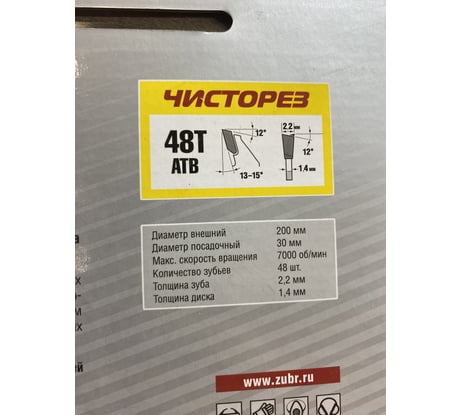 ЧИСТОРЕЗ
48T
ATB
12°
13–15°
2.2 мм
12°
1.4 мм
Диаметр внешний 200 мм
Диаметр посадочный 30 мм
Макс. скорость вращения 7000 об/мин
Количество зубьев 48 шт.
Толщина зуба 2,2 мм
Толщина диска 1,4 мм
www.zubr.ru